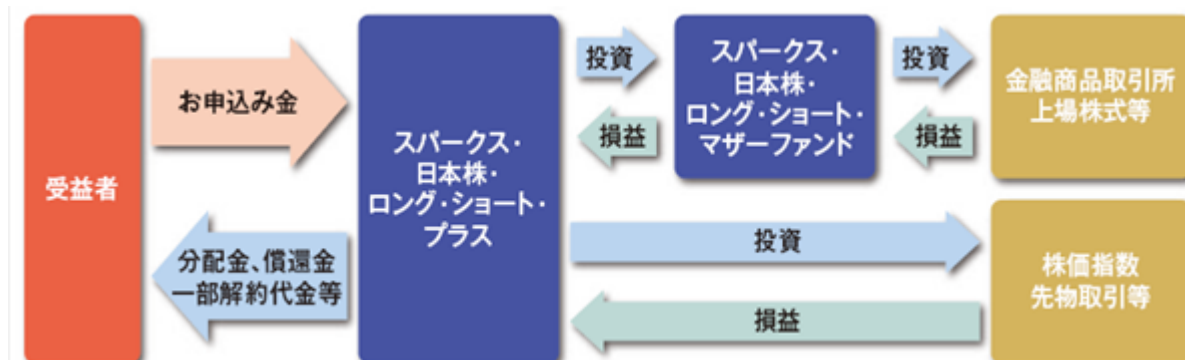 受益者
お申込み金
分配金、償還金
一部解約代金等
スパークス・
日本株・
ロング・ショート・
プラス
投資
損益
スパークス・
日本株・
ロング・ショート・
マザーファンド
投資
損益
金融商品取引所
上場株式等
投資
損益
株価指数
先物取引等